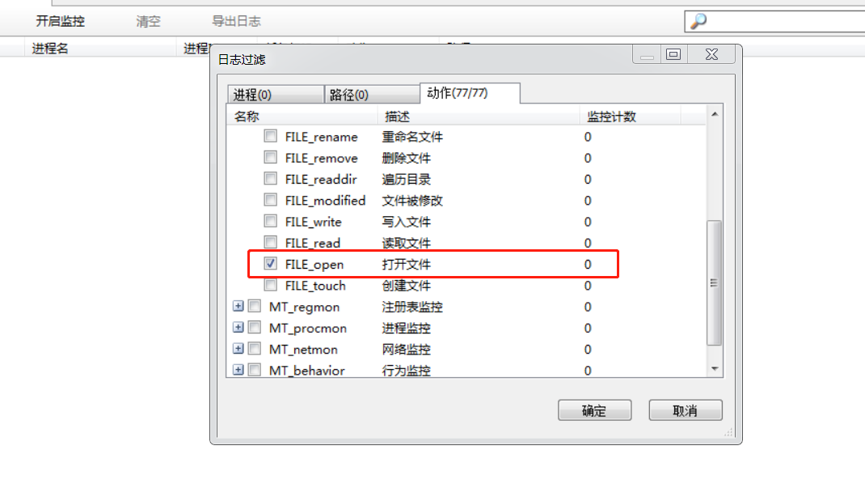 开启监控 清空 导出日志
进程名
日志过滤
进程(0) 路径(0) 动作(77/77)
名称 描述 监控计数
FILE_rename 重命名文件 0
FILE_remove 删除文件 0
FILE_readdir 遍历目录 0
FILE_modified 文件被修改 0
FILE_write 写入文件 0
FILE_read 读取文件 0
FILE_open 打开文件 0
FILE_touch 创建文件 0
MT_regmon 注册表监控 0
MT_procmon 进程监控 0
MT_netmon 网络监控 0
MT_behavior 行为监控 0
确定 取消